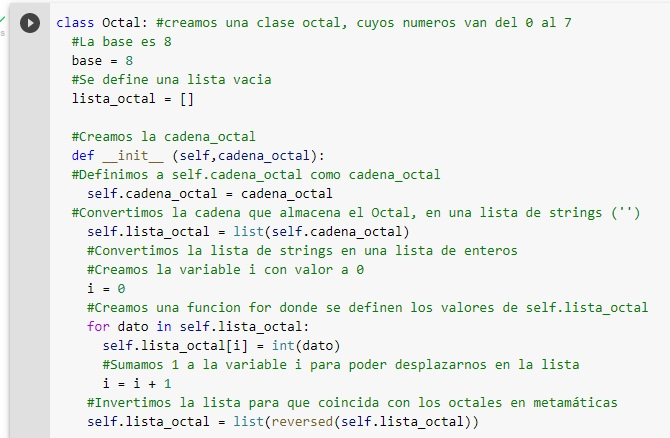 class Octal: #creamos una clase octal, cuyos numeros van del 0 al 7
  #La base es 8
  base = 8
  #Se define una lista vacia
  lista_octal = []

  #Creamos la cadena_octal
  def __init__ (self,cadena_octal):
  #Definimos a self.cadena_octal como cadena_octal
    self.cadena_octal = cadena_octal
  #Convertimos la cadena que almacena el Octal, en una lista de strings ('')
    self.lista_octal = list(self.cadena_octal)
    #Convertimos la lista de strings en una lista de enteros
    #Creamos la variable i con valor a 0
    i = 0
    #Creamos una funcion for donde se definen los valores de self.lista_octal
    for dato in self.lista_octal:
      self.lista_octal[i] = int(dato)
      #Sumamos 1 a la variable i para poder desplazarnos en la lista
      i = i + 1
    #Invertimos la lista para que coincida con los octales en metamáticas
    self.lista_octal = list(reversed(self.lista_octal))